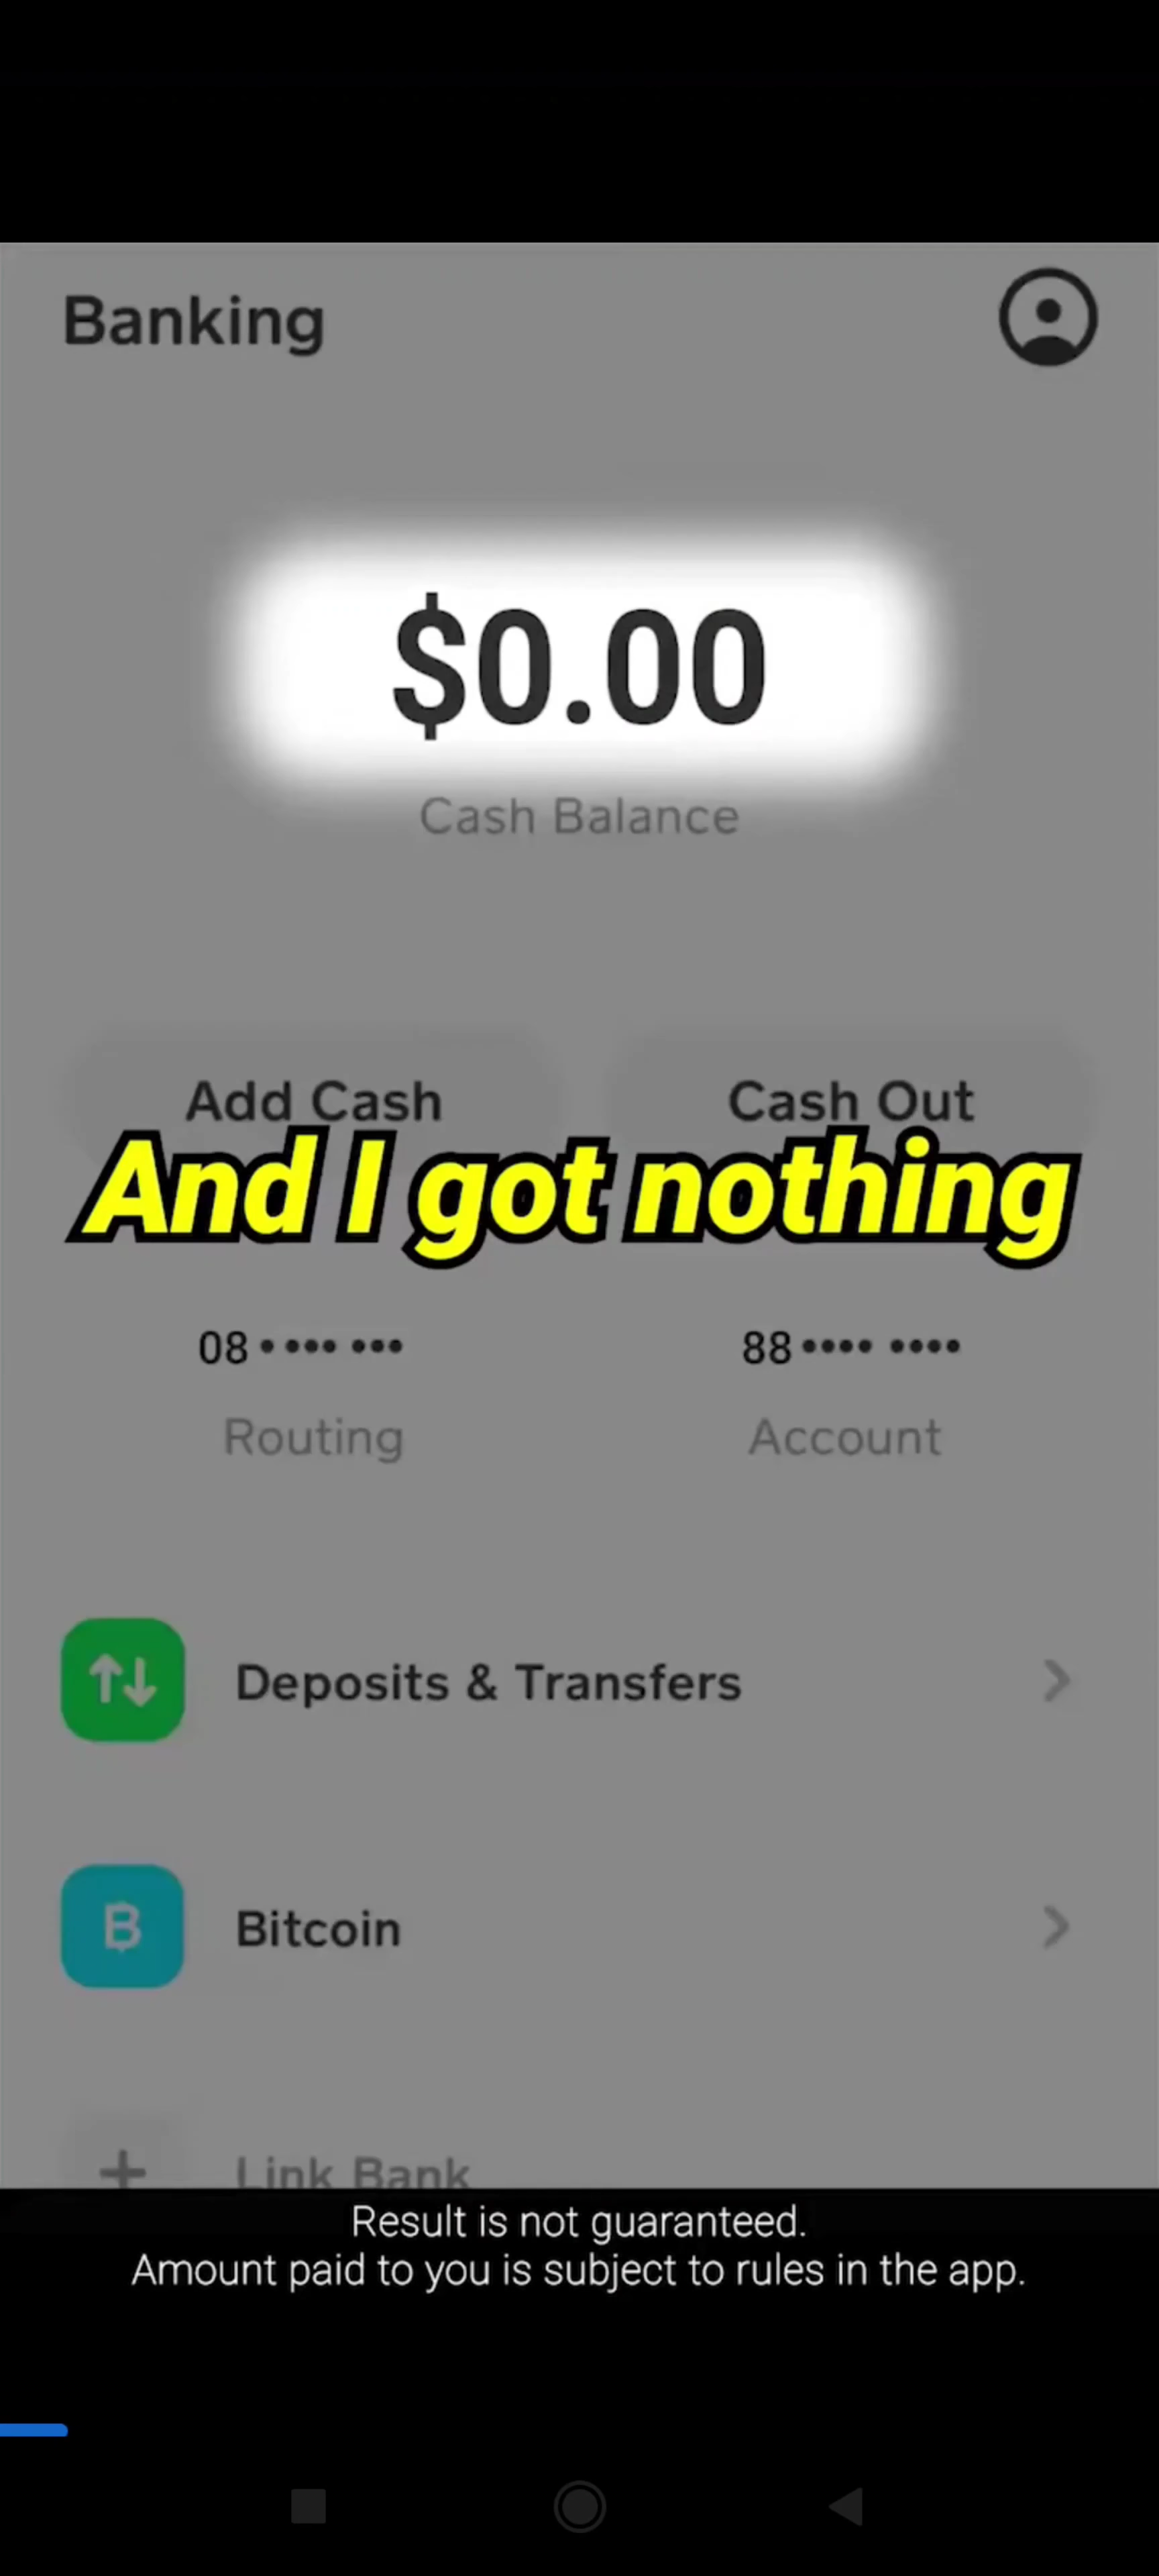 Banking
$0.00
Cash Balance
Add Cash
Cash Out
And I got nothing
08• ••• •••
88•••• ••••
Routing
Account
Deposits & Transfers
Bitcoin
Link Bank
Result is not guaranteed.
Amount paid to you is subject to rules in the app.